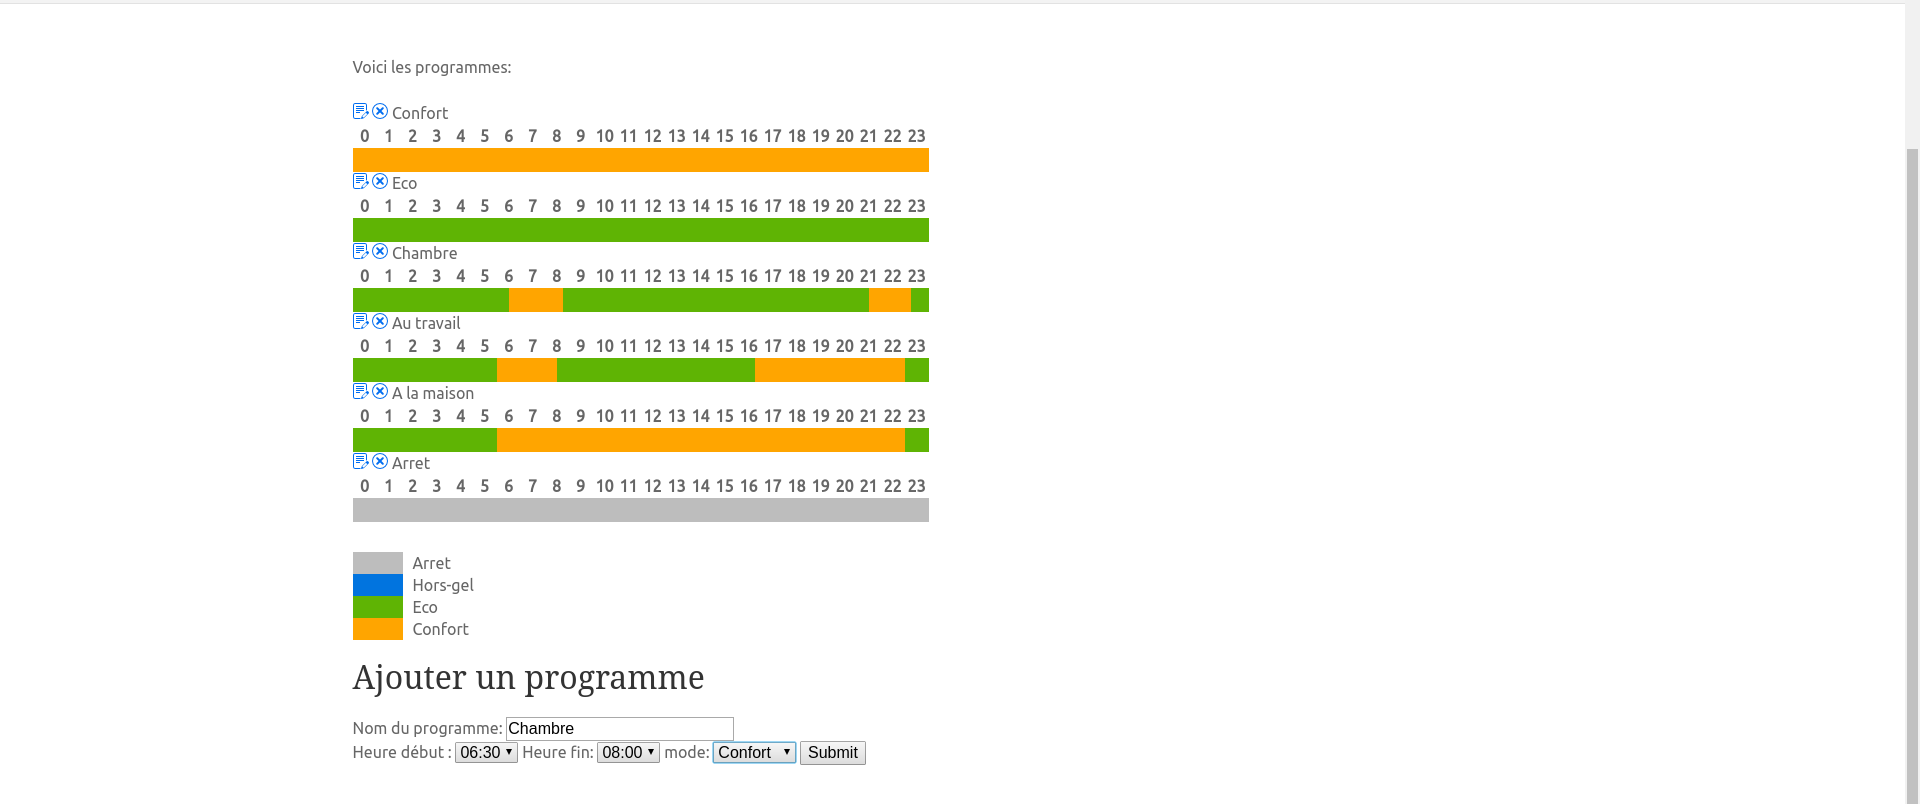 Voici les programmes:
Confort
0 1 2 3 4 5 6 7 8 9 10 11 12 13 14 15 16 17 18 19 20 21 22 23
Eco
0 1 2 3 4 5 6 7 8 9 10 11 12 13 14 15 16 17 18 19 20 21 22 23
Chambre
0 1 2 3 4 5 6 7 8 9 10 11 12 13 14 15 16 17 18 19 20 21 22 23
Au travail
0 1 2 3 4 5 6 7 8 9 10 11 12 13 14 15 16 17 18 19 20 21 22 23
A la maison
0 1 2 3 4 5 6 7 8 9 10 11 12 13 14 15 16 17 18 19 20 21 22 23
Arret
0 1 2 3 4 5 6 7 8 9 10 11 12 13 14 15 16 17 18 19 20 21 22 23
Arret
Hors-gel
Eco
Confort
Ajouter un programme
Nom du programme: Chambre
Heure début : 06:30 Heure fin: 08:00 mode: Confort Submit